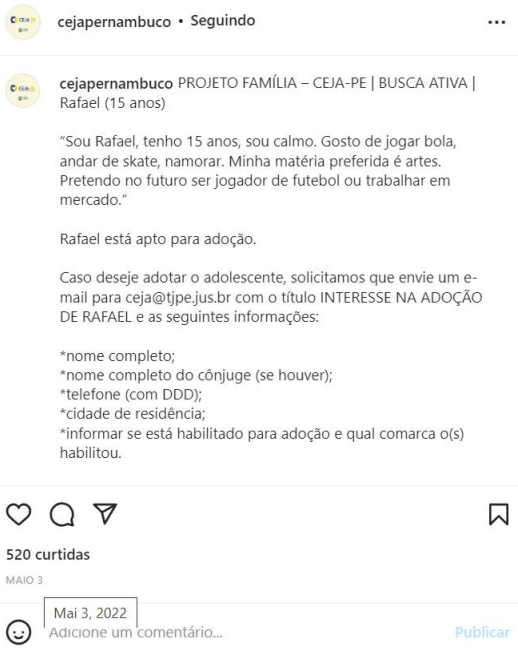 cejapernambuco • Seguindo
cejapernambuco PROJETO FAMÍLIA – CEJA-PE | BUSCA ATIVA |
Rafael (15 anos)
“Sou Rafael, tenho 15 anos, sou calmo. Gosto de jogar bola,
andar de skate, namorar. Minha matéria preferida é artes.
Pretendo no futuro ser jogador de futebol ou trabalhar em
mercado.”
Rafael está apto para adoção.
Caso deseje adotar o adolescente, solicitamos que envie um e-
mail para ceja@tjpe.jus.br com o título INTERESSE NA ADOÇÃO
DE RAFAEL e as seguintes informações:
*nome completo;
*nome completo do cônjuge (se houver);
*telefone (com DDD);
*cidade de residência;
*informar se está habilitado para adoção e qual comarca o(s)
habilitou.
520 curtidas
MAIO 3
Mai 3, 2022
Adicione um comentário...
Publicar